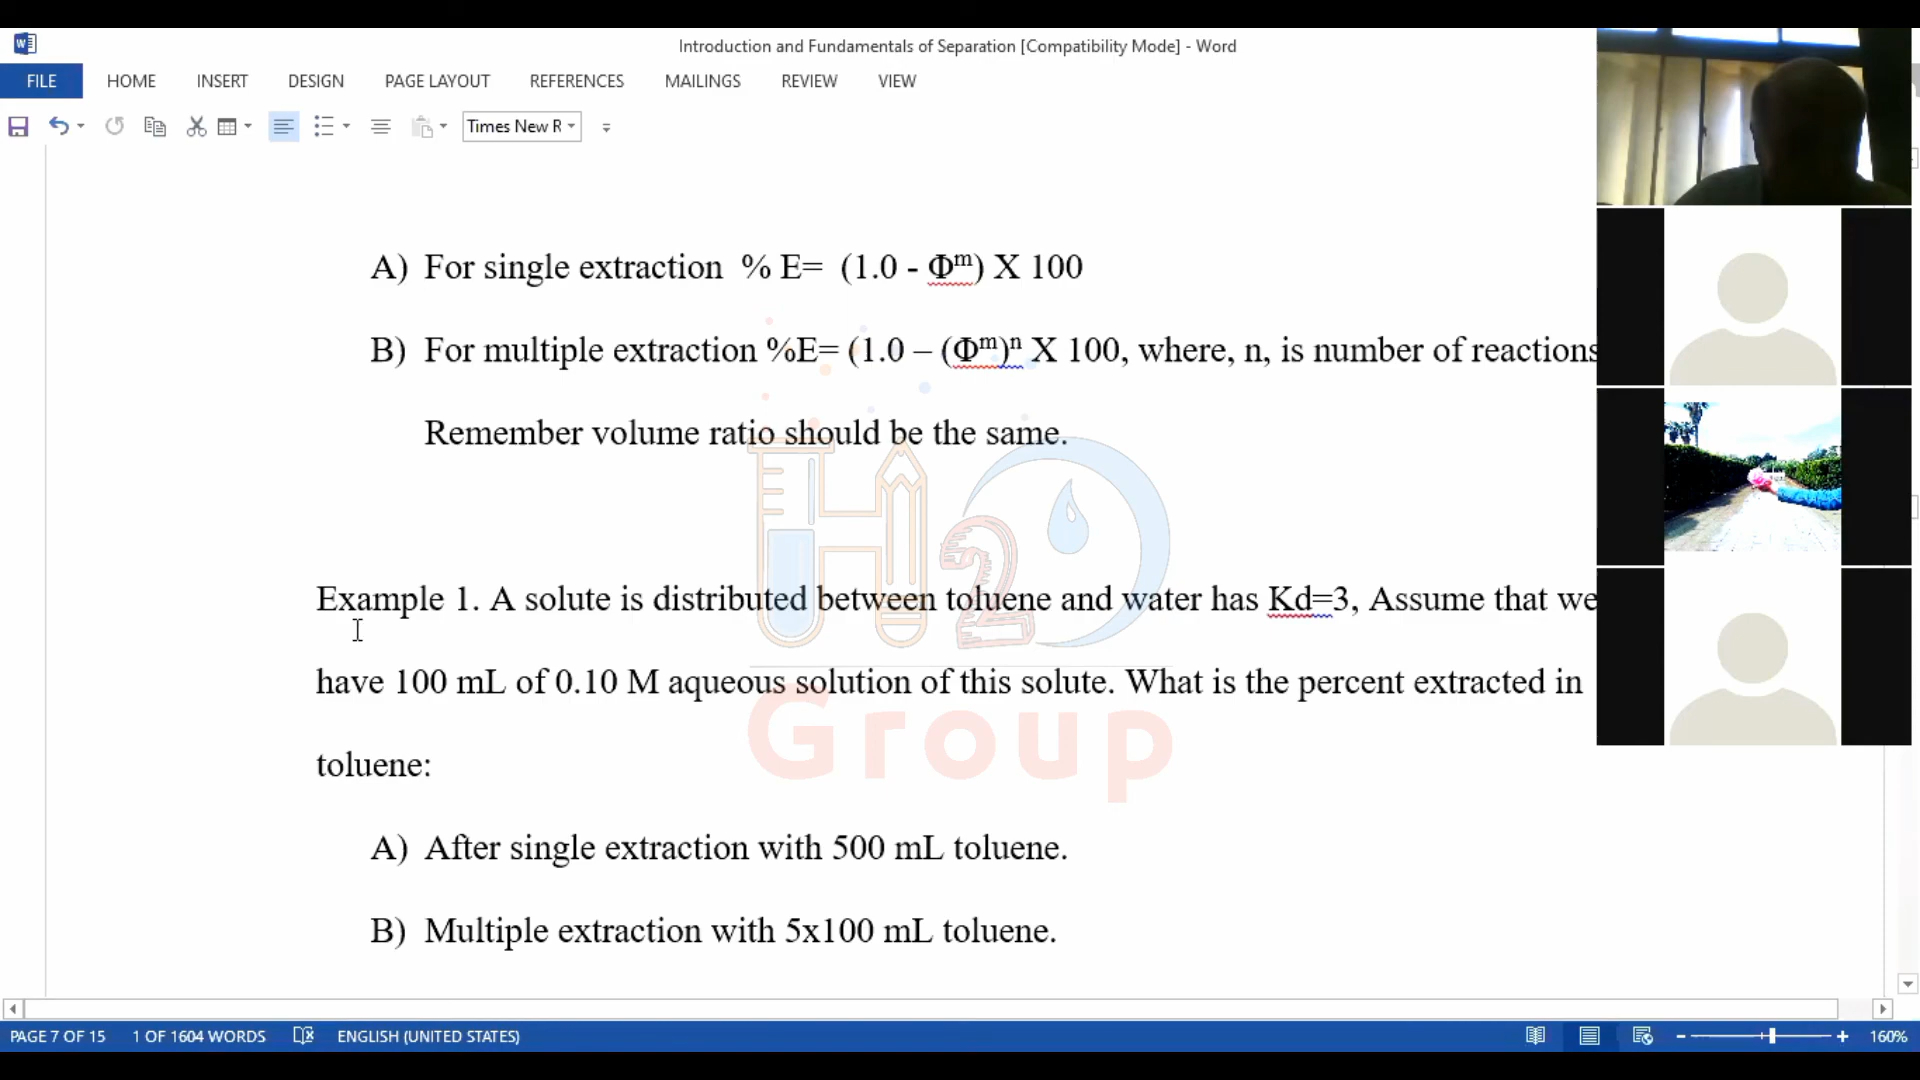 Introduction and Fundamentals of Separation [Compatibility Mode] - Word
FILE HOME INSERT DESIGN PAGE LAYOUT REFERENCES MAILINGS REVIEW VIEW
Times New R
A) For single extraction % E= (1.0 - Φᵐ) X 100
B) For multiple extraction %E= (1.0 – (Φᵐ)ⁿ X 100, where, n, is number of reactions
Remember volume ratio should be the same.
H2O
Example 1. A solute is distributed between toluene and water has Kd=3, Assume that we
have 100 mL of 0.10 M aqueous solution of this solute. What is the percent extracted in
Group
toluene:
A) After single extraction with 500 mL toluene.
B) Multiple extraction with 5x100 mL toluene.
PAGE 7 OF 15 1 OF 1604 WORDS ENGLISH (UNITED STATES) 160%